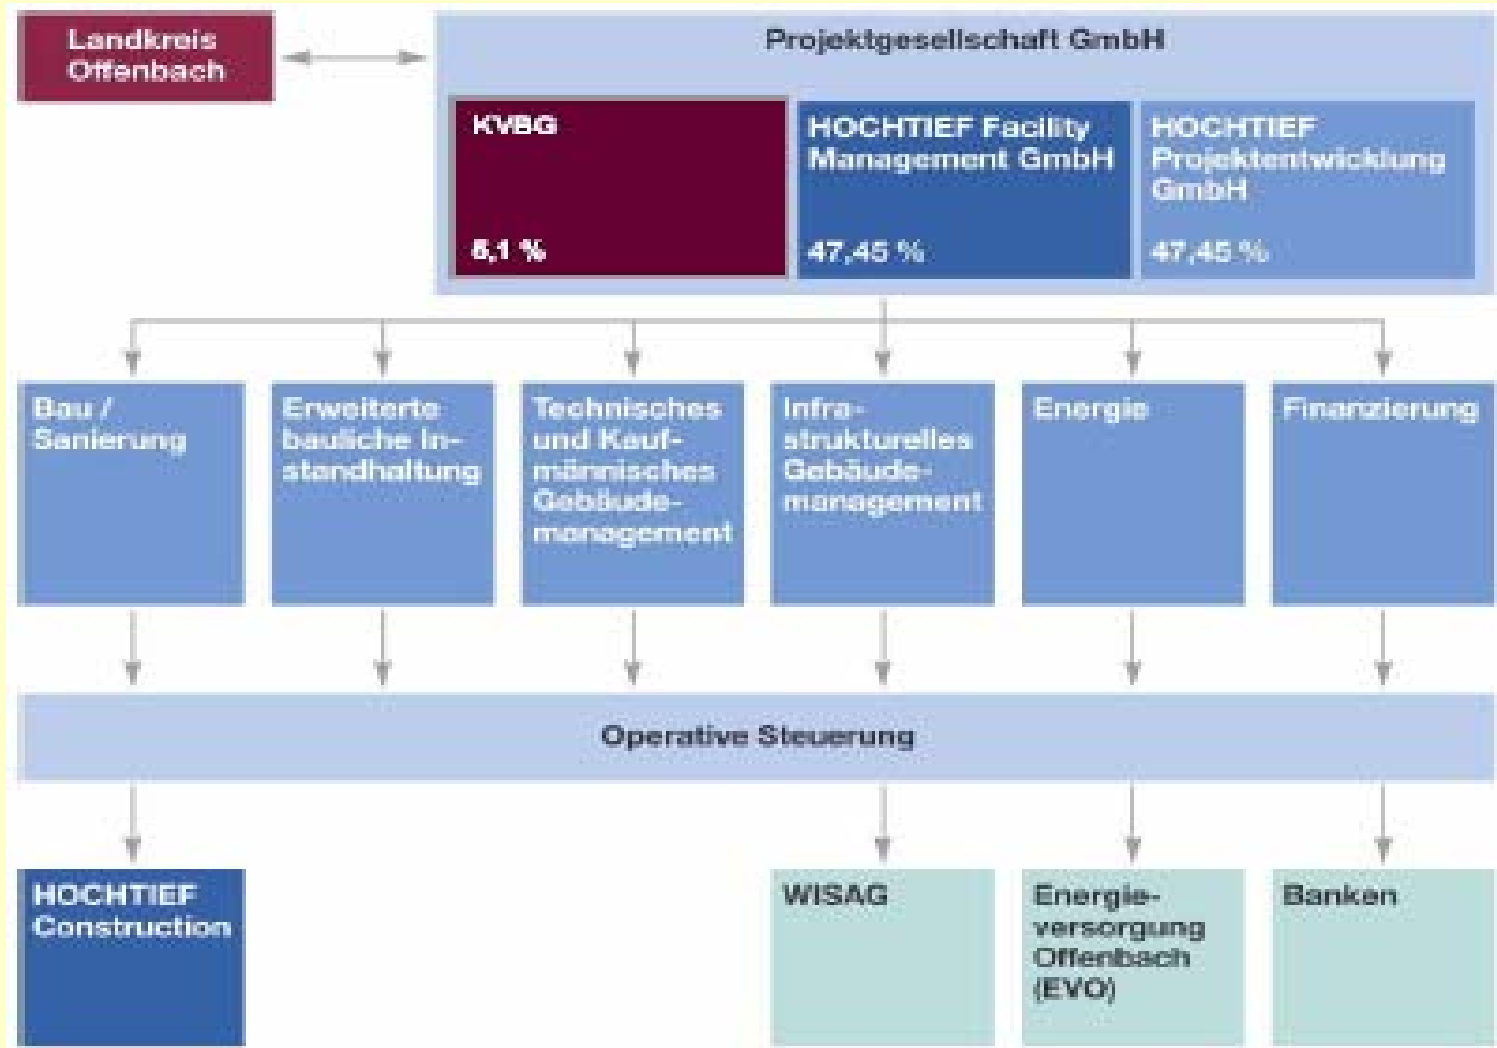 Landkreis
Offenbach
Projektgesellschaft GmbH
KVBG
5,1 %
HOCHTIEF Facility
Management GmbH
47,45 %
HOCHTIEF
Projektentwicklung
GmbH
47,45 %
Bau /
Sanierung
Erweiterte
bauliche In-
standhaltung
Technisches
und Kauf-
männisches
Gebäude-
management
Infra-
strukturelles
Gebäude-
management
Energie
Finanzierung
Operative Steuerung
HOCHTIEF
Construction
WISAG
Energie-
versorgung
Offenbach
(EVO)
Banken